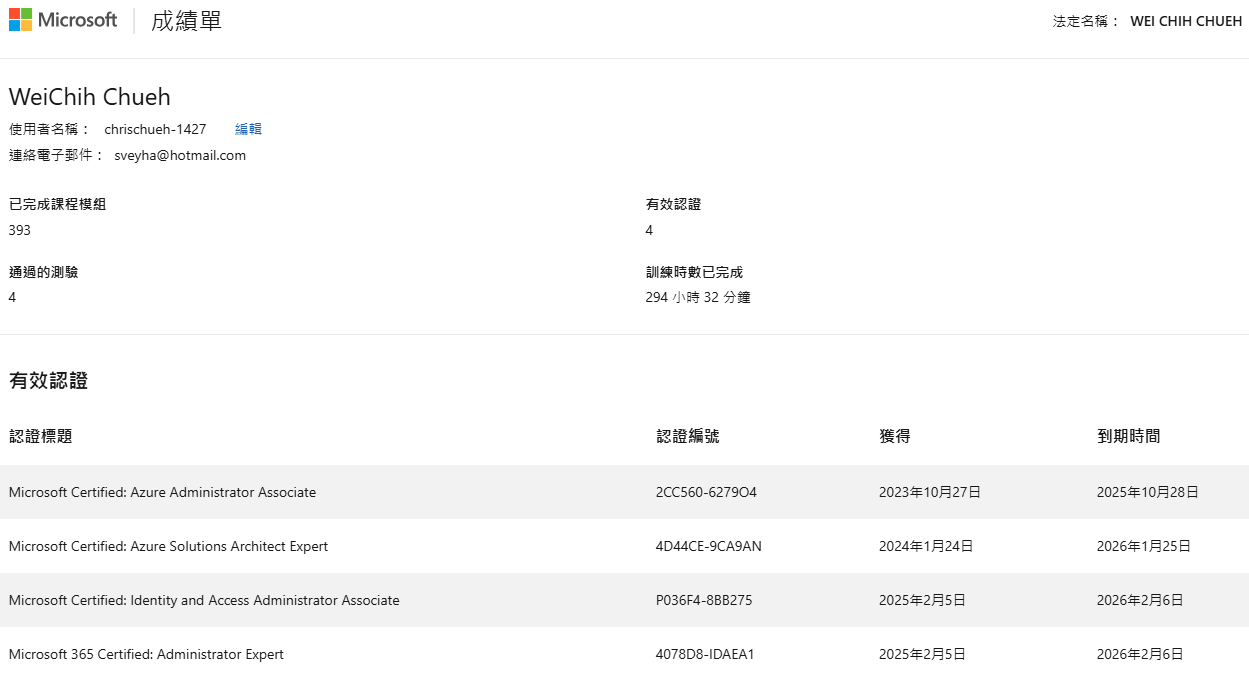 Microsoft 成績單 法定名稱： WEI CHIH CHUEH
WeiChih Chueh
使用者名稱： chrischueh-1427 編輯
連絡電子郵件： sveyha@hotmail.com
已完成課程模組 有效認證
393 4
通過的測驗 訓練時數已完成
4 294 小時 32 分鐘
有效認證
認證標題 認證編號 獲得 到期時間
Microsoft Certified: Azure Administrator Associate 2CC560-6279O4 2023年10月27日 2025年10月28日
Microsoft Certified: Azure Solutions Architect Expert 4D44CE-9CA9AN 2024年1月24日 2026年1月25日
Microsoft Certified: Identity and Access Administrator Associate P036F4-8BB275 2025年2月5日 2026年2月6日
Microsoft 365 Certified: Administrator Expert 4078D8-IDAEA1 2025年2月5日 2026年2月6日